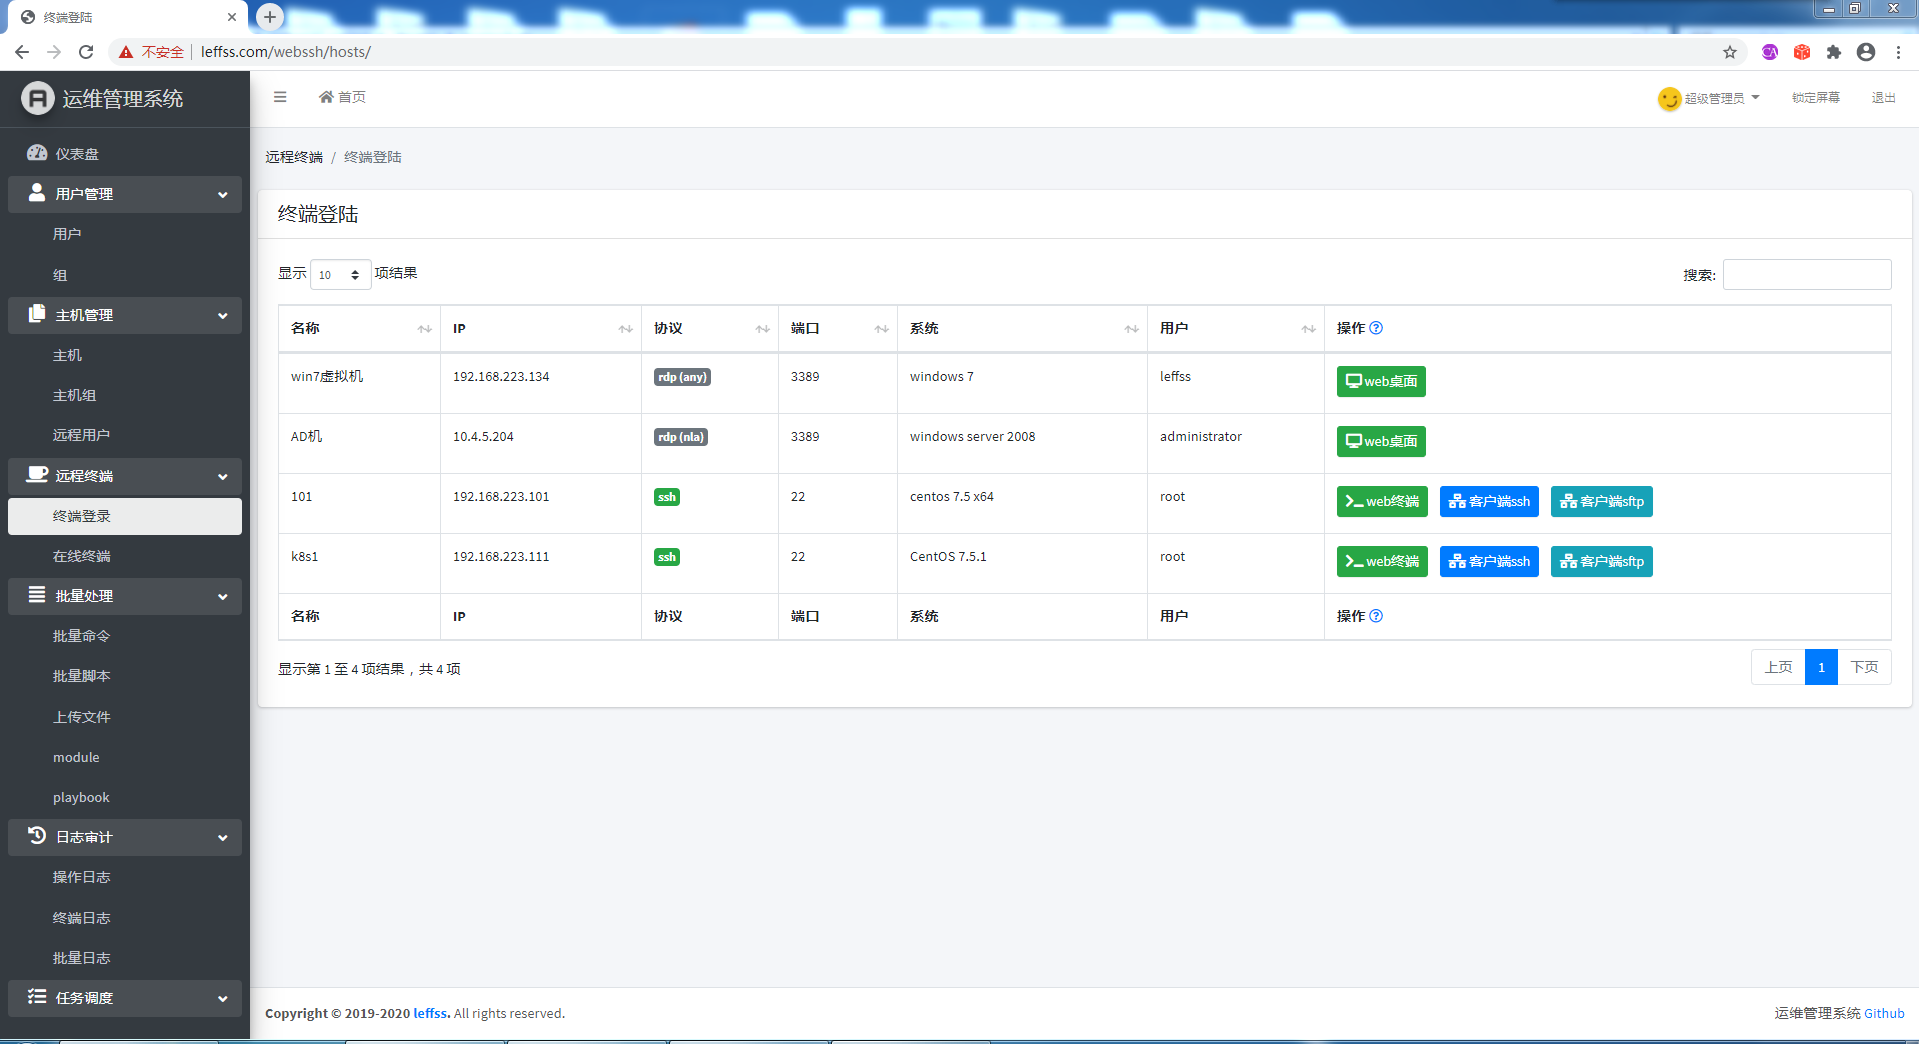 终端登陆
不安全 leffss.com/webssh/hosts/
运维管理系统
首页
超级管理员 锁定屏幕 退出
仪表盘
用户管理
用户
组
主机管理
主机
主机组
远程用户
远程终端
终端登录
在线终端
批量处理
批量命令
批量脚本
上传文件
module
playbook
日志审计
操作日志
终端日志
批量日志
任务调度
远程终端 / 终端登陆
终端登陆
显示 10 项结果
搜索:
名称 IP 协议 端口 系统 用户 操作
win7虚拟机 192.168.223.134 rdp (any) 3389 windows 7 leffss web桌面
AD机 10.4.5.204 rdp (nla) 3389 windows server 2008 administrator web桌面
101 192.168.223.101 ssh 22 centos 7.5 x64 root web终端 客户端ssh 客户端sftp
k8s1 192.168.223.111 ssh 22 CentOS 7.5.1 root web终端 客户端ssh 客户端sftp
名称 IP 协议 端口 系统 用户 操作
显示第 1 至 4 项结果，共 4 项
上页 1 下页
Copyright © 2019-2020 leffss. All rights reserved.
运维管理系统 Github